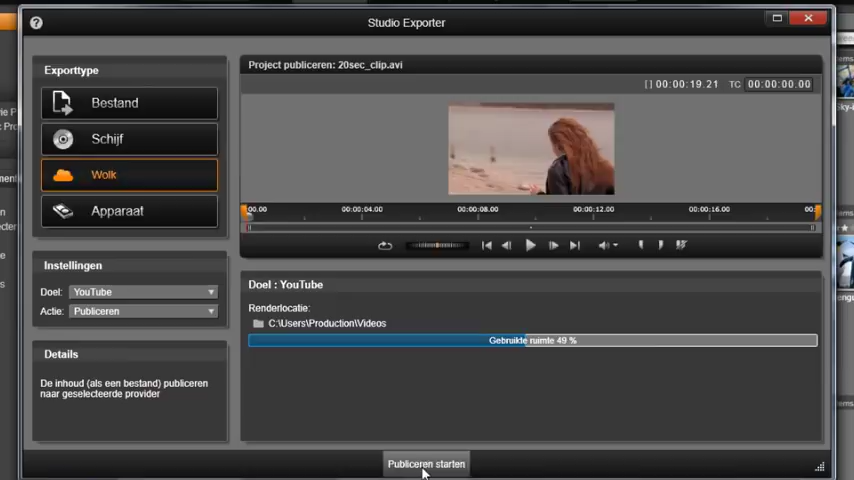 Studio Exporter
Exporttype
Bestand
Schijf
Wolk
Apparaat
Instellingen
Doel: YouTube
Actie: Publiceren
Details
De inhoud (als een bestand) publiceren
naar geselecteerde provider
Project publiceren: 20sec_clip.avi
[] 00:00:19.21 TC 00:00:00.00
00.00 00:00:04.00 00:00:08.00 00:00:12.00 00:00:16.00 00:
Doel : YouTube
Renderlocatie:
C:\Users\Production\Videos
Gebruikte ruimte 49 %
Publiceren starten